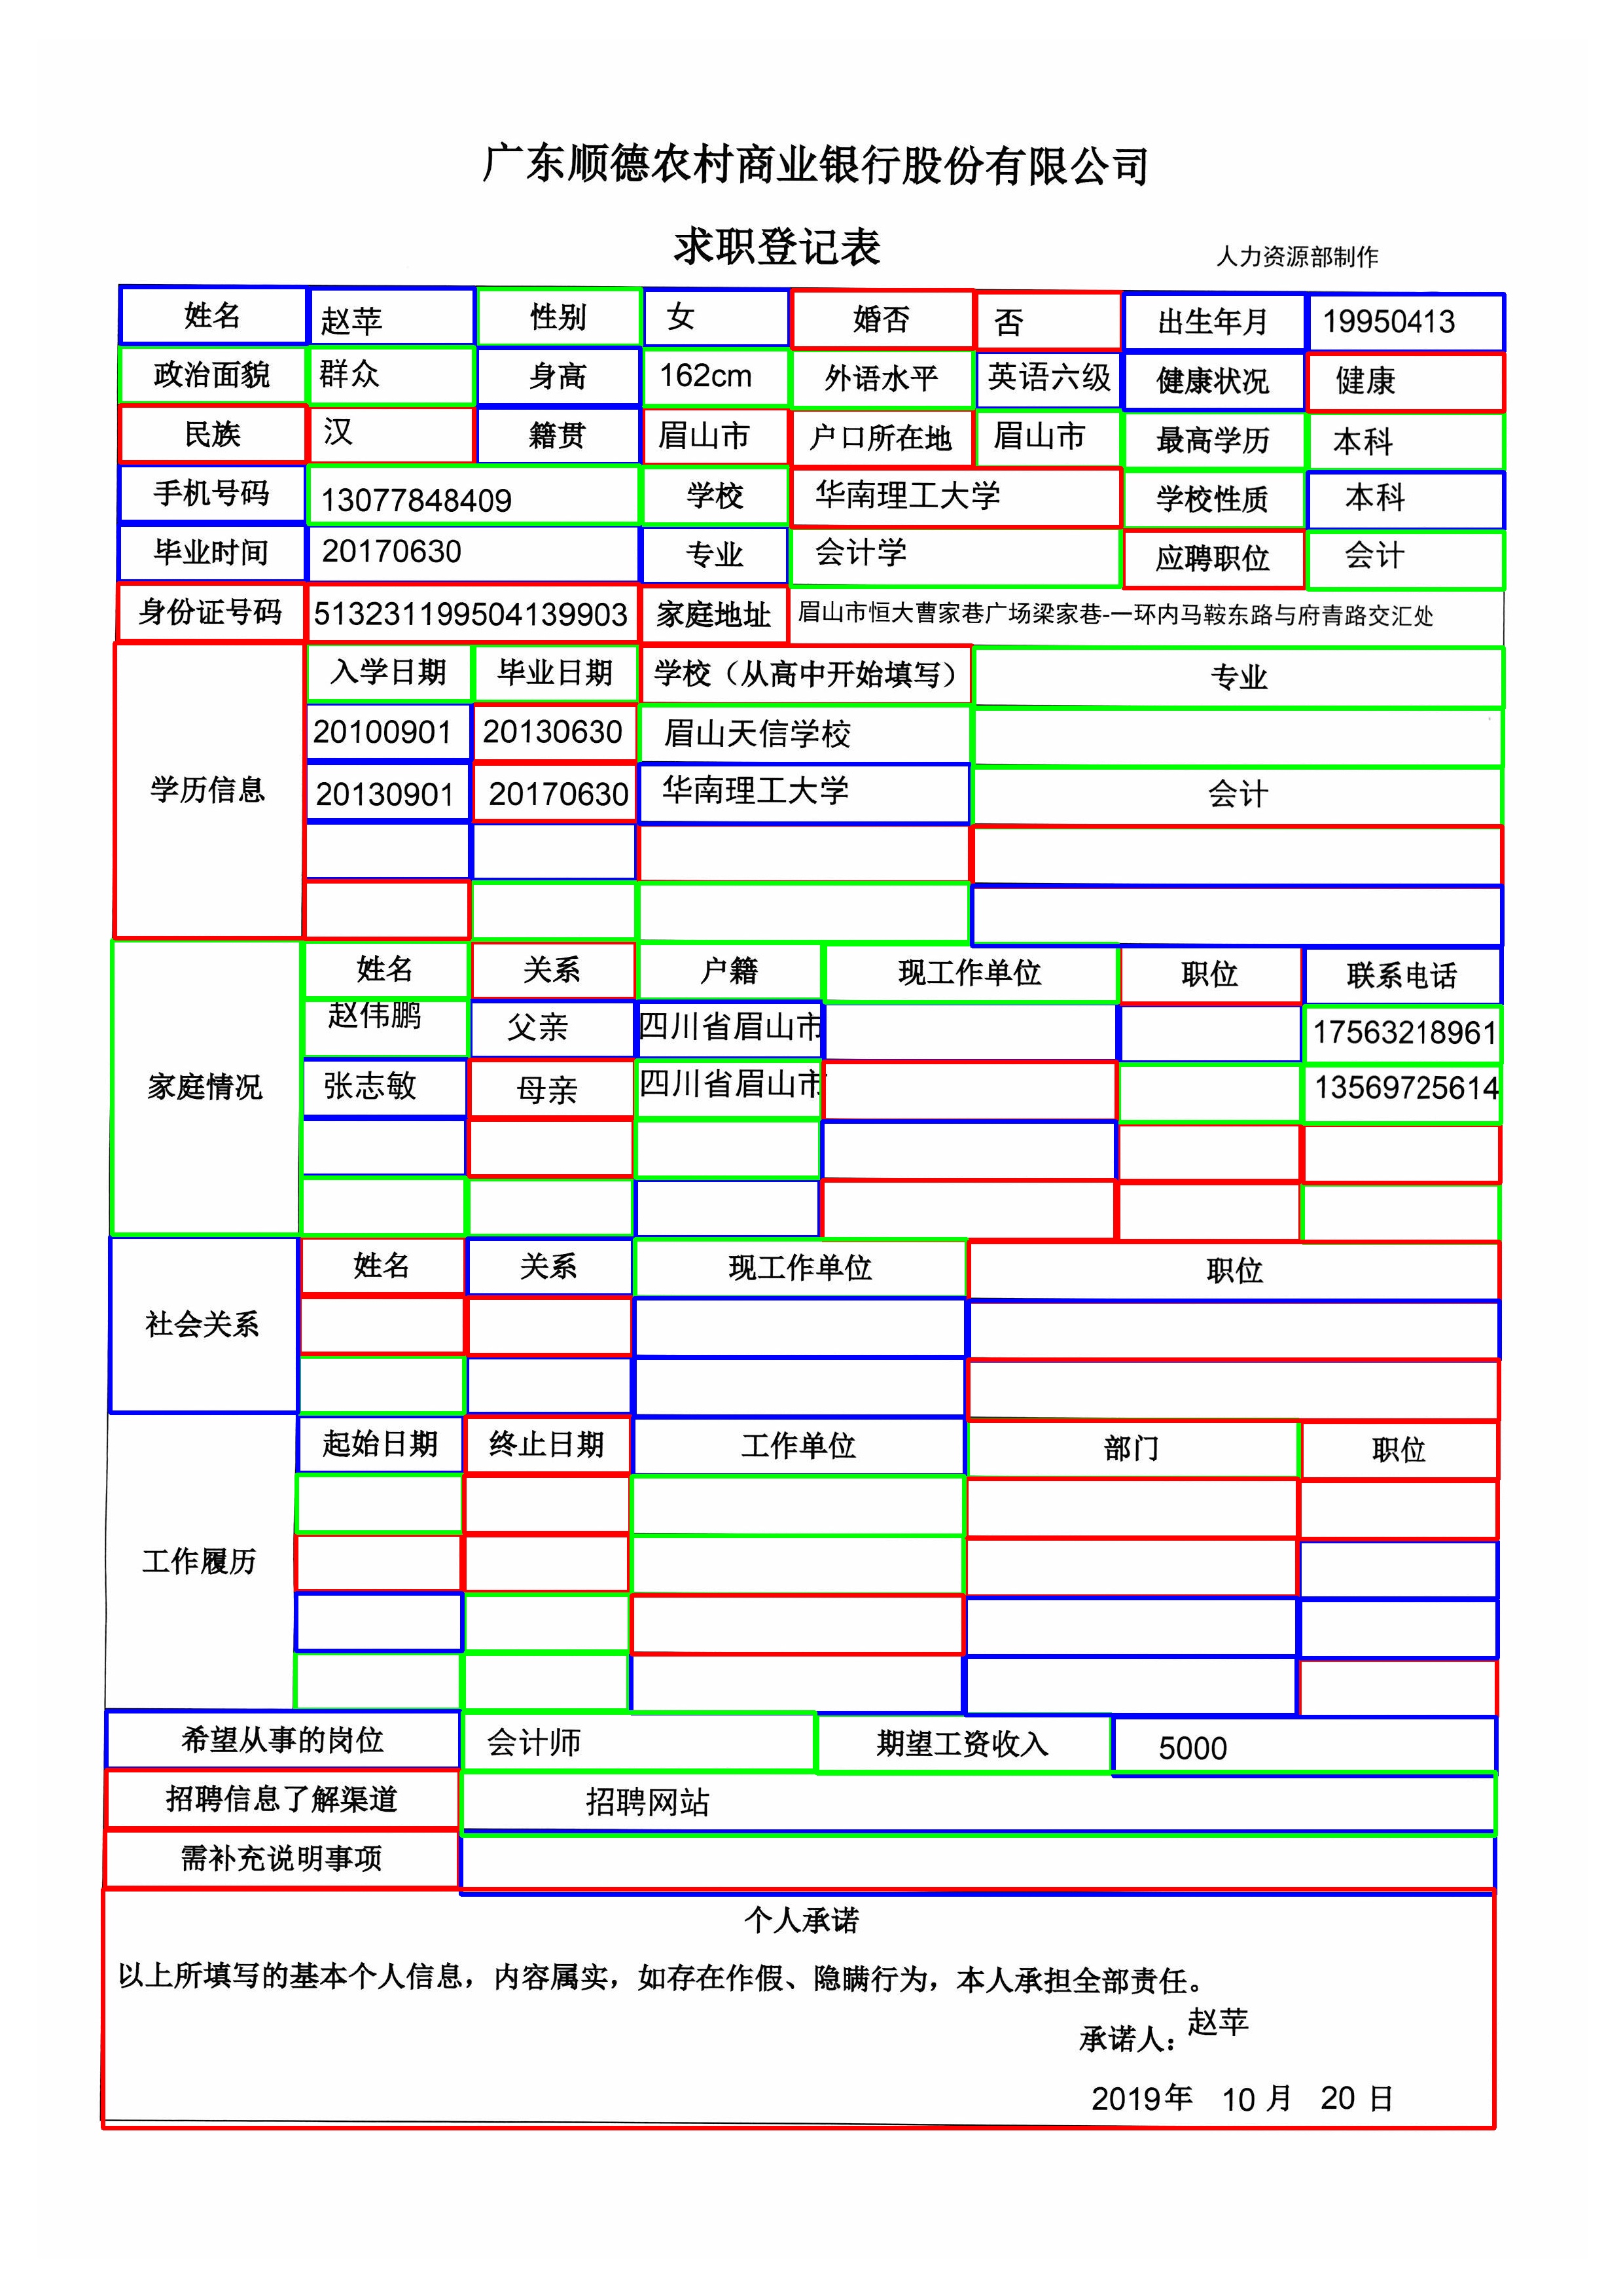 广东顺德农村商业银行股份有限公司
求职登记表 人力资源部制作
姓名 赵苹 性别 女 婚否 否 出生年月 19950413
政治面貌 群众 身高 162cm 外语水平 英语六级 健康状况 健康
民族 汉 籍贯 眉山市 户口所在地 眉山市 最高学历 本科
手机号码 13077848409 学校 华南理工大学 学校性质 本科
毕业时间 20170630 专业 会计学 应聘职位 会计
身份证号码 513231199504139903 家庭地址 眉山市恒大曹家巷广场梁家巷-一环内马鞍东路与府青路交汇处
入学日期 毕业日期 学校（从高中开始填写） 专业
20100901 20130630 眉山天信学校
学历信息
20130901 20170630 华南理工大学 会计
姓名 关系 户籍 现工作单位 职位 联系电话
赵伟鹏 父亲 四川省眉山市 17563218961
家庭情况
张志敏 母亲 四川省眉山市 13569725614
姓名 关系 现工作单位 职位
社会关系
起始日期 终止日期 工作单位 部门 职位
工作履历
希望从事的岗位 会计师 期望工资收入 5000
招聘信息了解渠道 招聘网站
需补充说明事项
个人承诺
以上所填写的基本个人信息，内容属实，如存在作假、隐瞒行为，本人承担全部责任。
承诺人：赵苹
2019年 10 月 20 日